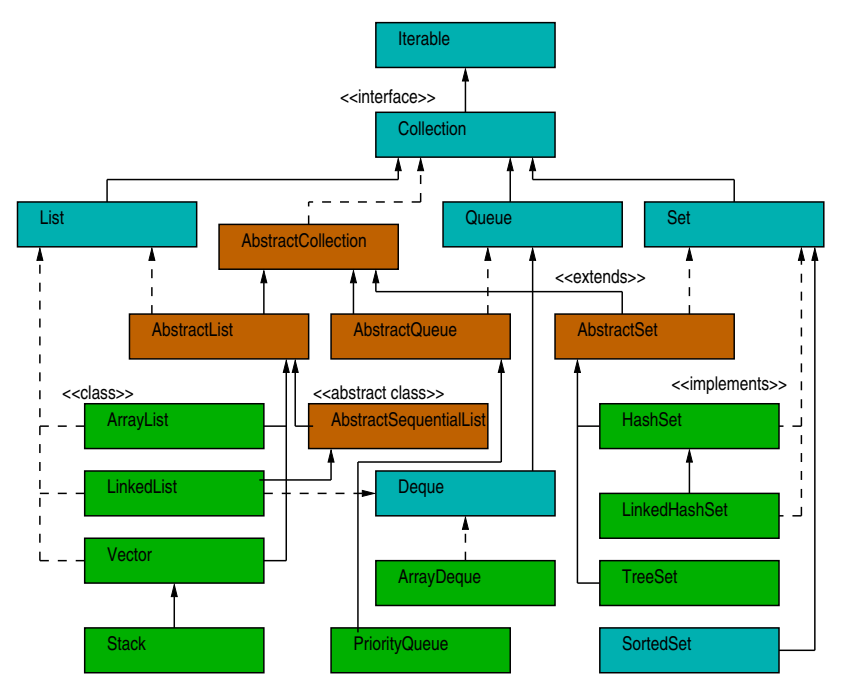 Iterable
<<interface>>
Collection
List
Queue
Set
AbstractCollection
<<extends>>
AbstractList
AbstractQueue
AbstractSet
<<class>>
<<abstract class>>
<<implements>>
ArrayList
AbstractSequentialList
HashSet
LinkedList
Deque
LinkedHashSet
Vector
ArrayDeque
TreeSet
Stack
PriorityQueue
SortedSet